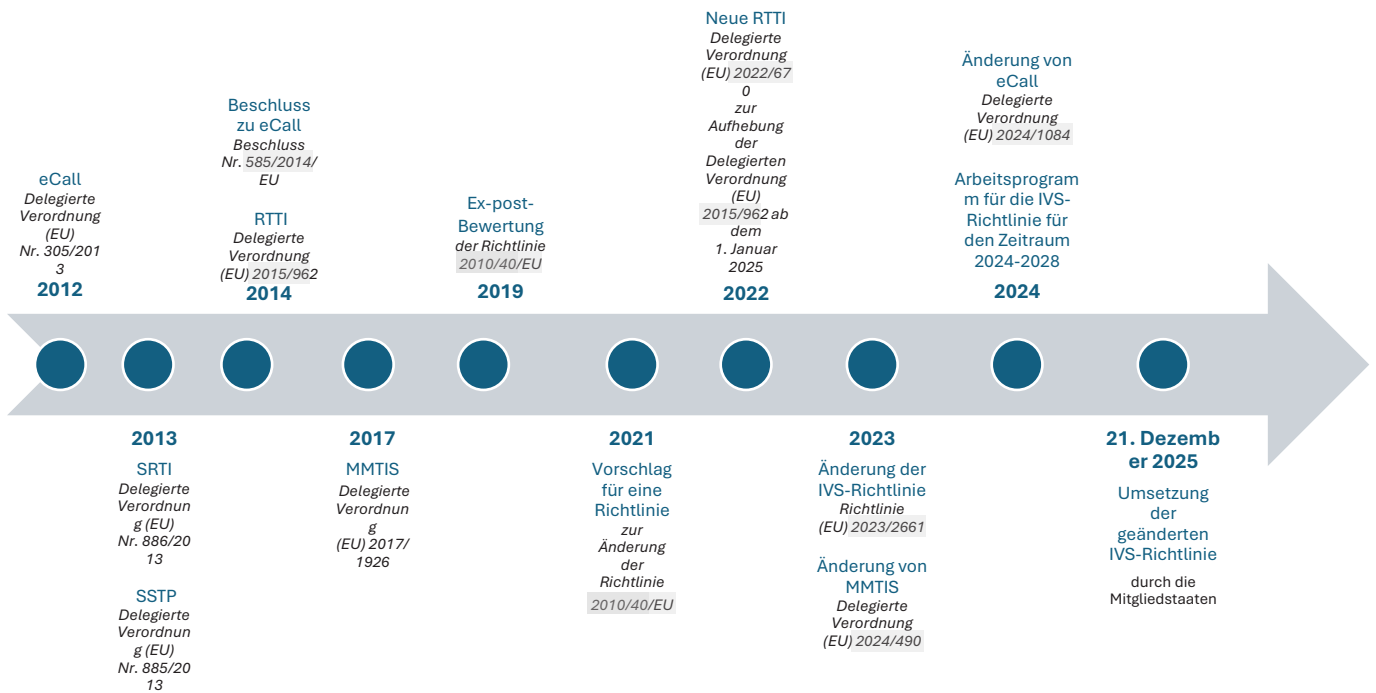 eCall
Delegierte
Verordnung
(EU)
Nr. 305/201
3
2012
Beschluss
zu eCall
Beschluss
Nr. 585/2014/
EU
RTTI
Delegierte
Verordnung
(EU) 2015/962
2014
Ex-post-
Bewertung
der Richtlinie
2010/40/EU
2019
Neue RTTI
Delegierte
Verordnung
(EU) 2022/67
0
zur
Aufhebung
der
Delegierten
Verordnung
(EU)
2015/962 ab
dem
1. Januar
2025
2022
Änderung von
eCall
Delegierte
Verordnung
(EU) 2024/1084
Arbeitsprogram
m für die IVS-
Richtlinie für
den Zeitraum
2024-2028
2024
2013
SRTI
Delegierte
Verordnun
g (EU)
Nr. 886/20
13
SSTP
Delegierte
Verordnun
g (EU)
Nr. 885/20
13
2017
MMTIS
Delegierte
Verordnun
g
(EU) 2017/
1926
2021
Vorschlag
für eine
Richtlinie
zur
Änderung
der
Richtlinie
2010/40/EU
2023
Änderung der
IVS-Richtlinie
Richtlinie
(EU) 2023/2661
Änderung von
MMTIS
Delegierte
Verordnung
(EU) 2024/490
21. Dezemb
er 2025
Umsetzung
der
geänderten
IVS-Richtlinie
durch die
Mitgliedstaaten